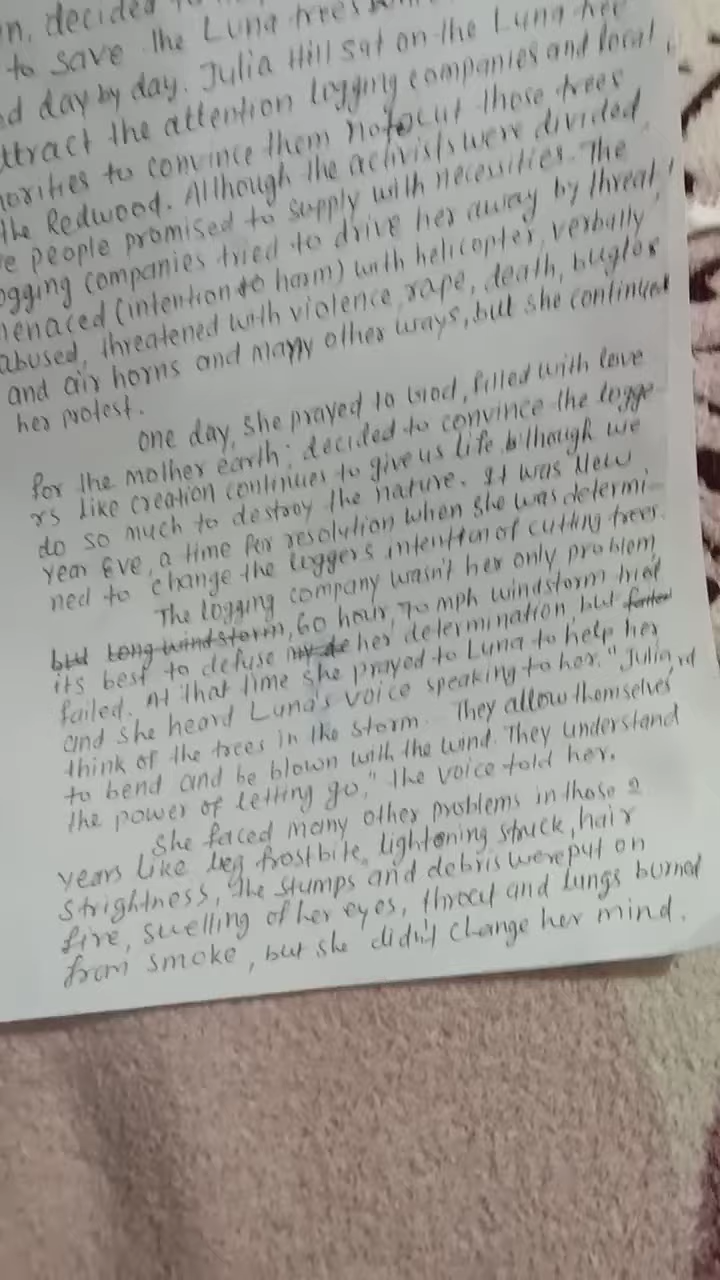 n, decided to
to save the Luna trees
d day by day. Julia Hill sat on the Luna tree
ttract the attention logging companies and local
horities to convince them not to cut those trees
the Redwood. Although the activists were divided,
e people promised to supply with necessities. The
ogging companies tried to drive her away by threat,
menaced (intention to harm) with helicopter, verbally
abused, threatened with violence, rape, death, bugles
and air horns and many other ways, but she continued
her protest.
one day, she prayed to God, filled with love
for the mother earth; decided to convince the logge
rs like creation continues to give us life although we
do so much to destroy the nature. It was New
year Eve, a time for resolution when she was determi-
ned to change the loggers intention of cutting trees.
The logging company wasn't her only problem,
but Long windstorm, 60 hour, 70 mph windstorm tried
its best to defuse her determination, but failed
failed. At that time she prayed to Luna to help her
and she heard Luna's voice speaking to her. "Julia,
think of the trees in the storm. They allow themselves
to bend and be blown with the wind. They understand
the power of letting go," the voice told her.
She faced many other problems in those 2
years like leg frostbite, lightening struck, hair
strightness, the stumps and debris were put on
fire, swelling of her eyes, throat and lungs burned
from smoke, but she didn't change her mind.